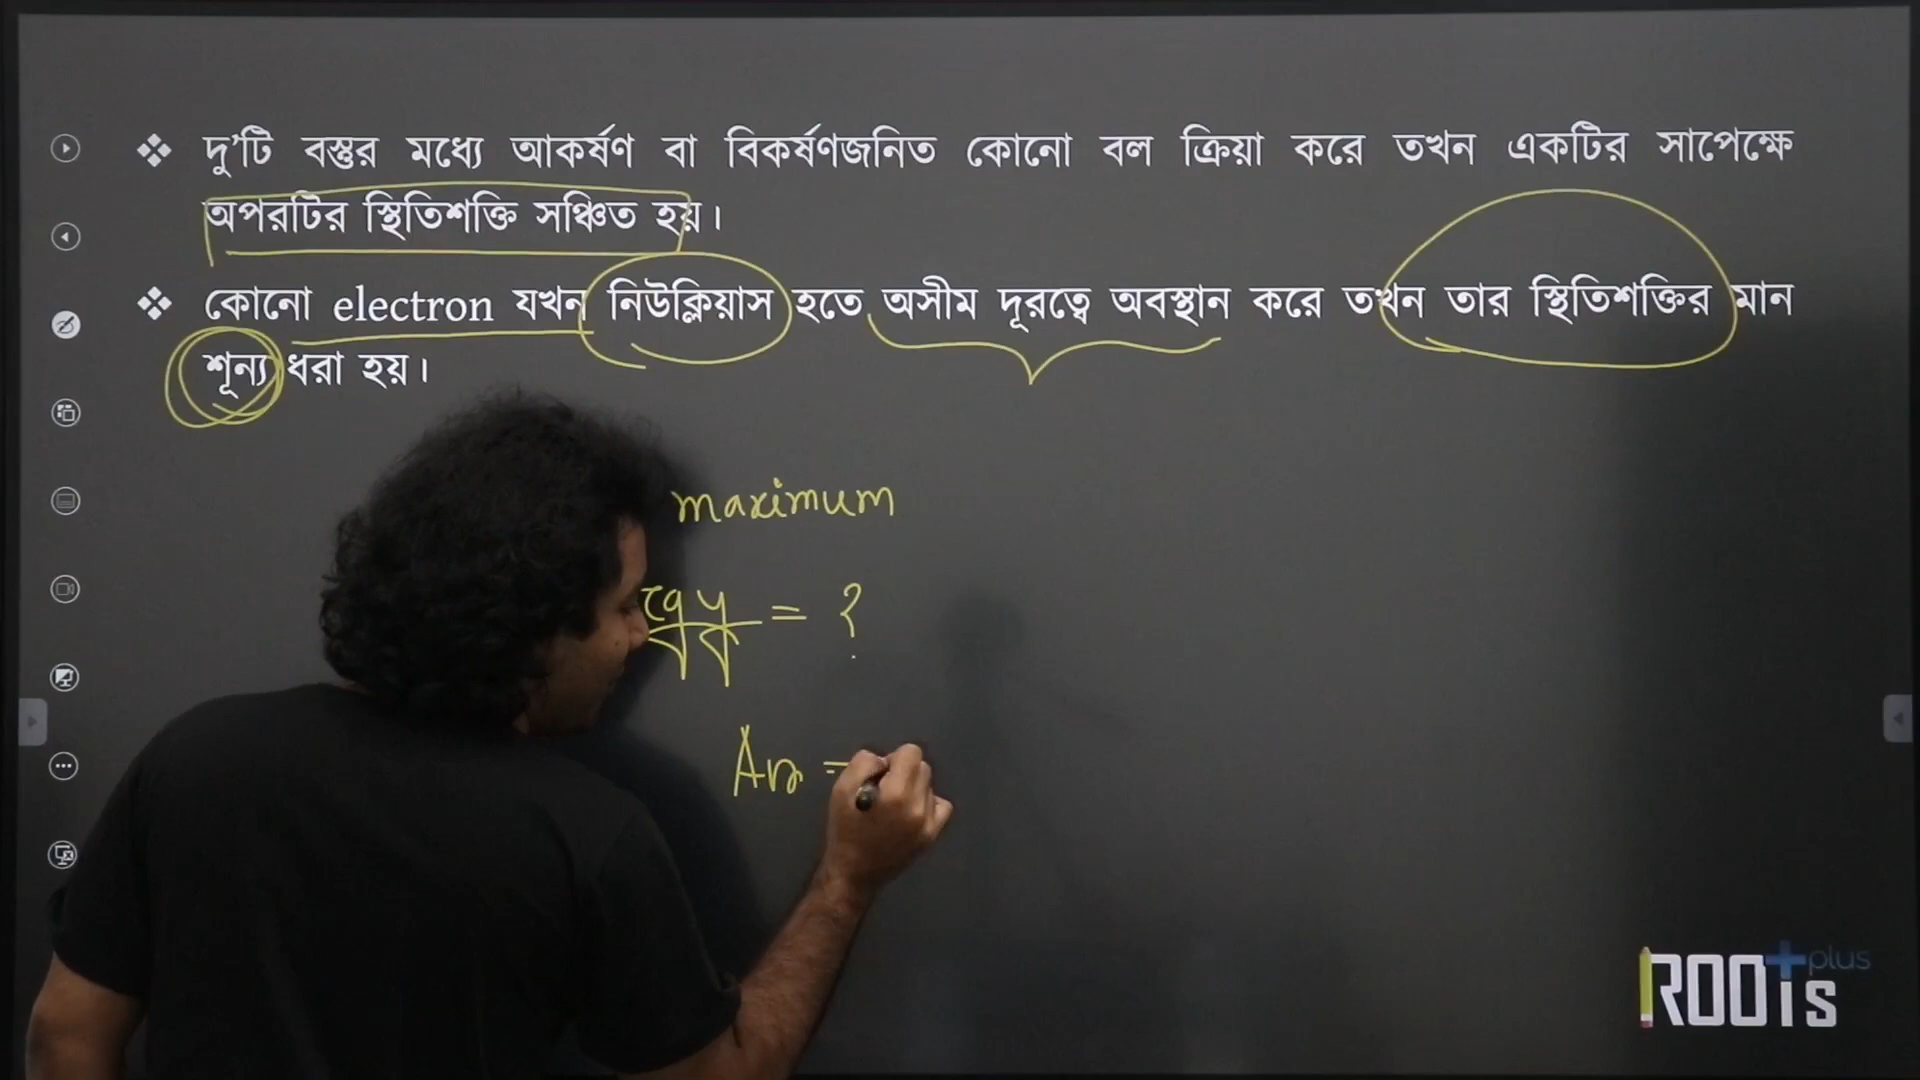 ❖ দু’টি বস্তুর মধ্যে আকর্ষণ বা বিকর্ষণজনিত কোনো বল ক্রিয়া করে তখন একটির সাপেক্ষে
অপরটির স্থিতিশক্তি সঞ্চিত হয়।
❖ কোনো electron যখন নিউক্লিয়াস হতে অসীম দূরত্বে অবস্থান করে তখন তার স্থিতিশক্তির মান
শূন্য ধরা হয়।
maximum
= ?
Ans =
ROOTs plus